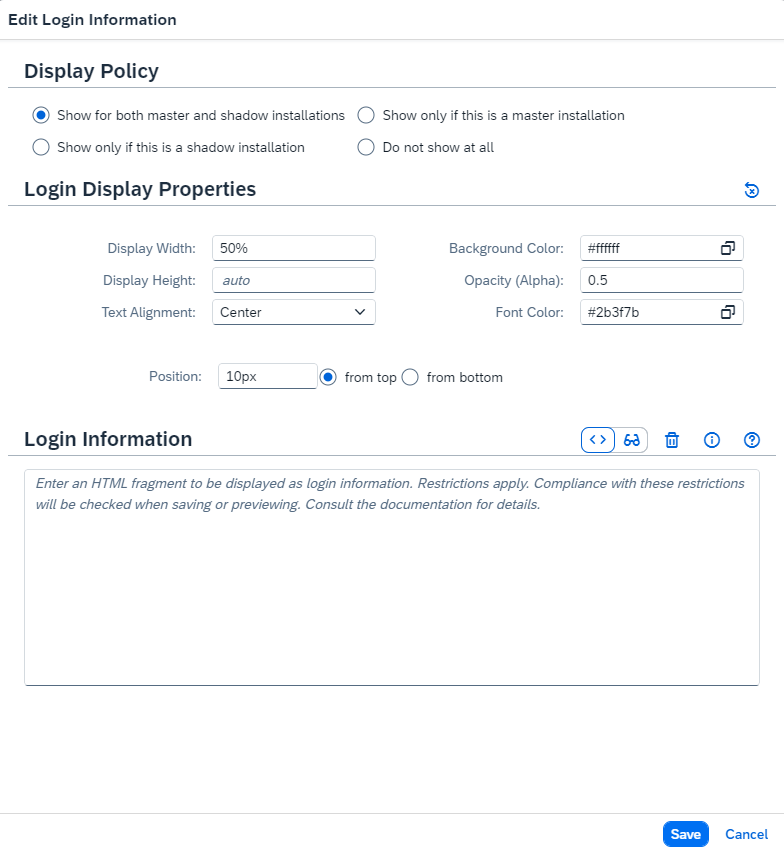 Edit Login Information
Display Policy
Show for both master and shadow installations
Show only if this is a master installation
Show only if this is a shadow installation
Do not show at all
Login Display Properties
Display Width: 50%
Background Color: #ffffff
Display Height: auto
Opacity (Alpha): 0.5
Text Alignment: Center
Font Color: #2b3f7b
Position: 10px from top from bottom
Login Information
Enter an HTML fragment to be displayed as login information. Restrictions apply. Compliance with these restrictions
will be checked when saving or previewing. Consult the documentation for details.
Save Cancel